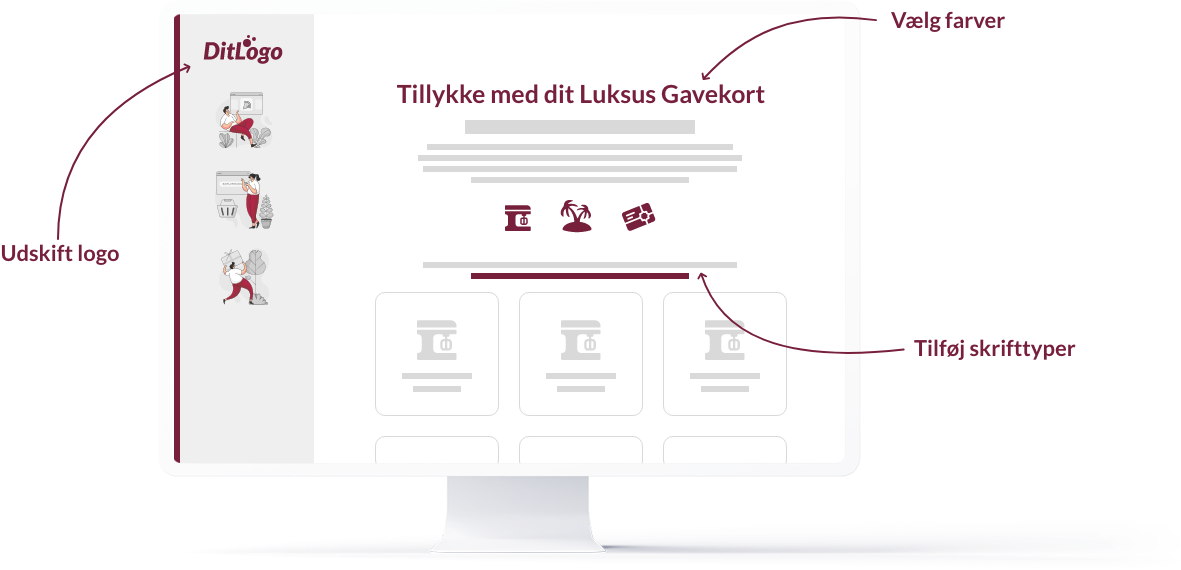 Vælg farver
DitLogo
Tillykke med dit Luksus Gavekort
Udskift logo
Tilføj skrifttyper